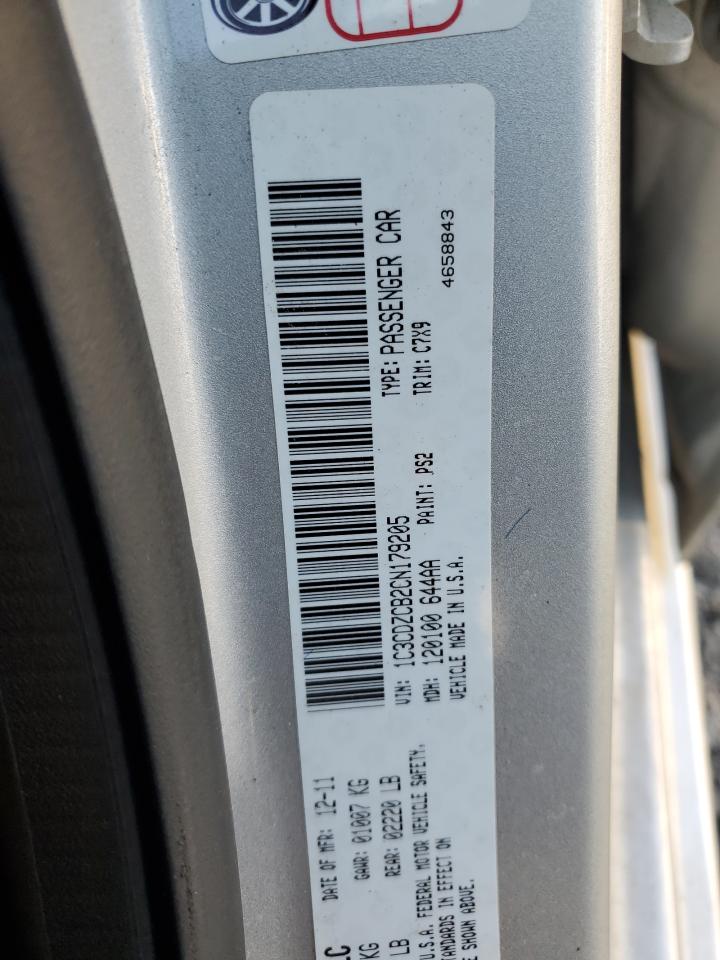 LC
DATE OF MFR: 12-11
KG
GAWR: 01007 KG
LB
REAR: 02220 LB
U.S.A. FEDERAL MOTOR VEHICLE SAFETY.
STANDARDS IN EFFECT ON
SHOWN ABOVE.
VIN: 1C3CDZCB2CN179205
TYPE: PASSENGER CAR
MDH: 120100 644AA
PAINT: PS2
TRIM: C7X9
VEHICLE MADE IN U.S.A.
4658843